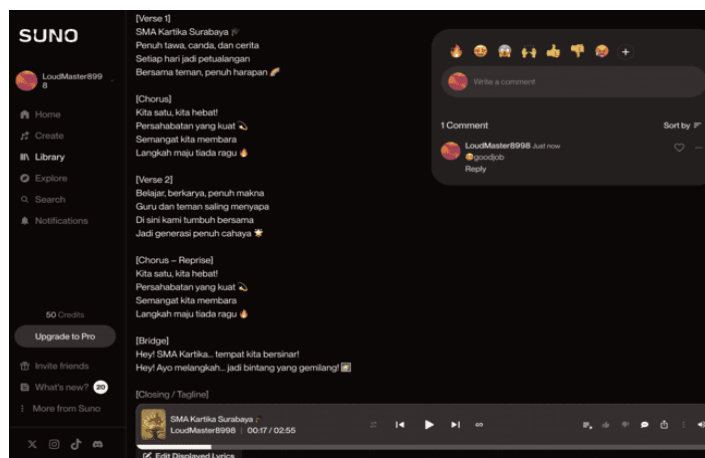 SUNO
LoudMaster899
8
Home
Create
Library
Explore
Search
Notifications
50 Credits
Upgrade to Pro
Invite friends
What's new? 20
More from Suno
[Verse 1]
SMA Kartika Surabaya
Penuh tawa, canda, dan cerita
Setiap hari jadi petualangan
Bersama teman, penuh harapan 🌈
[Chorus]
Kita satu, kita hebat!
Persahabatan yang kuat 💫
Semangat kita membara
Langkah maju tiada ragu 🔥
[Verse 2]
Belajar, berkarya, penuh makna
Guru dan teman saling menyapa
Di sini kami tumbuh bersama
Jadi generasi penuh cahaya 🌟
[Chorus – Reprise]
Kita satu, kita hebat!
Persahabatan yang kuat 💫
Semangat kita membara
Langkah maju tiada ragu 🔥
[Bridge]
Hey! SMA Kartika... tempat kita bersinar!
Hey! Ayo melangkah... jadi bintang yang gemilang!
[Closing / Tagline]
Write a comment
1 Comment
Sort by
LoudMaster8998 Just now
goodjob
Reply
SMA Kartika Surabaya
LoudMaster8998 | 00:17 / 02:55
Edit Displayed Lyrics